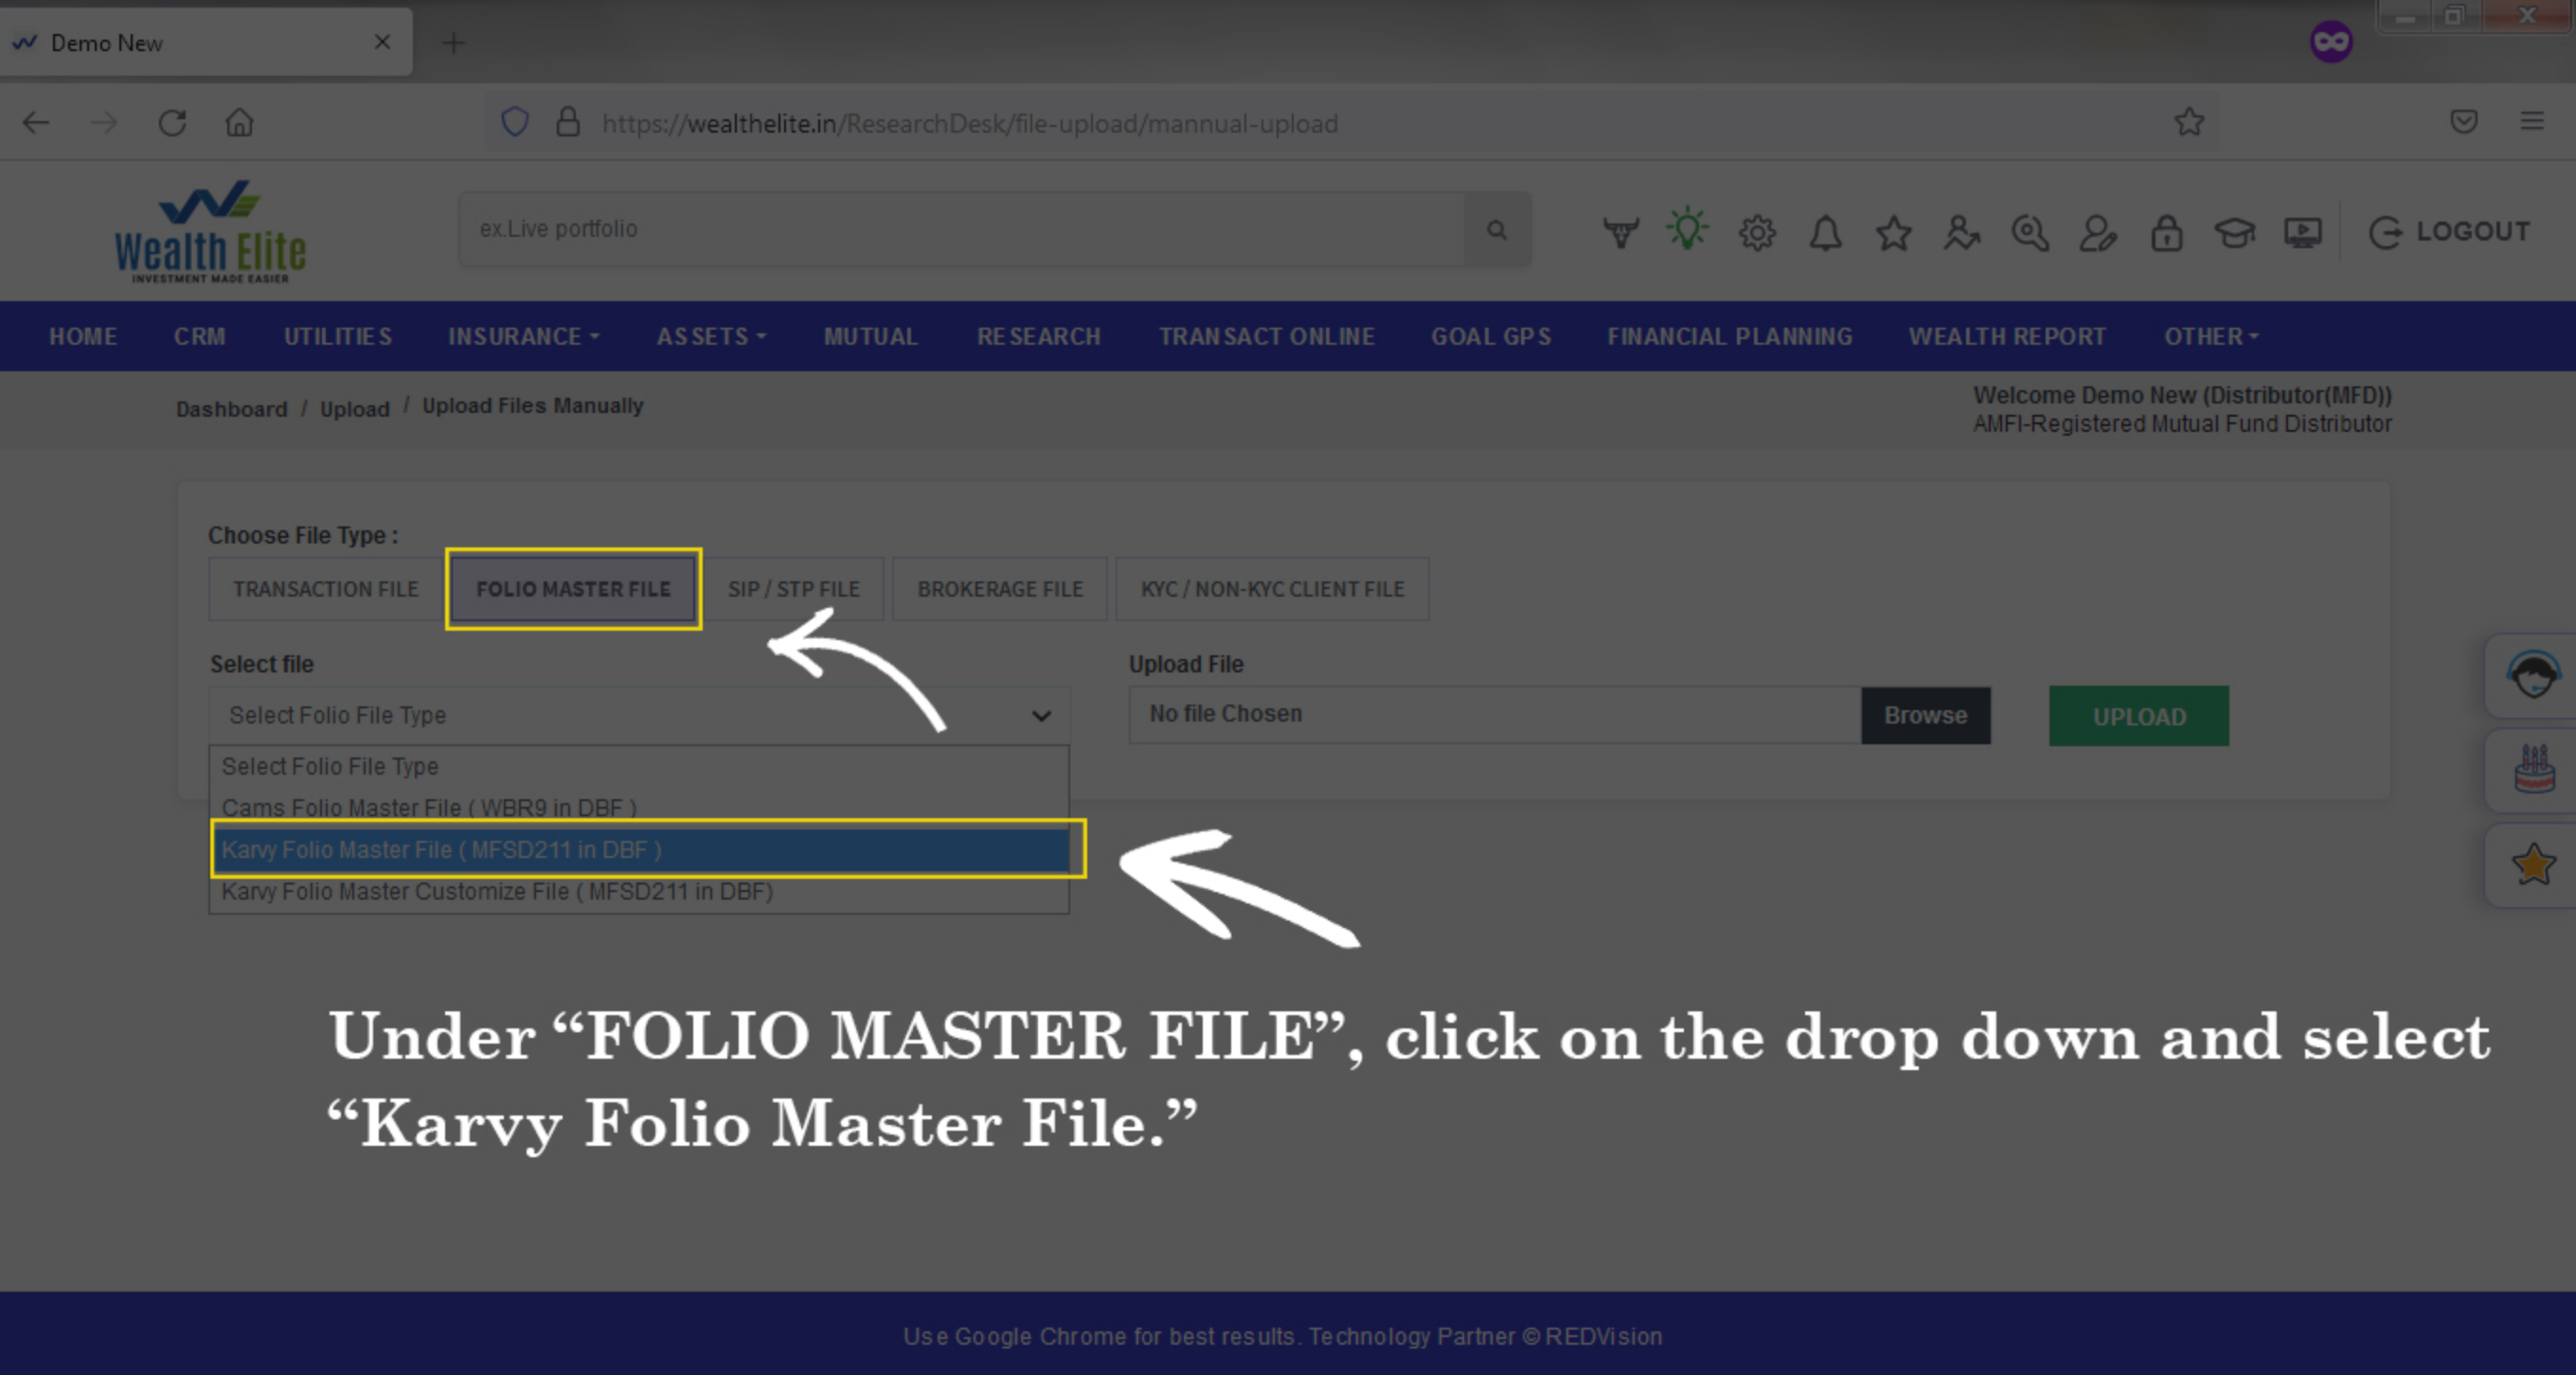 Demo New
https://wealthelite.in/ResearchDesk/file-upload/mannual-upload
Wealth Elite
INVESTMENT MADE EASIER
ex.Live portfolio
LOGOUT
HOME CRM UTILITIES INSURANCE ASSETS MUTUAL RESEARCH TRANSACT ONLINE GOAL GPS FINANCIAL PLANNING WEALTH REPORT OTHER
Dashboard / Upload / Upload Files Manually
Welcome Demo New (Distributor(MFD))
AMFI-Registered Mutual Fund Distributor
Choose File Type :
TRANSACTION FILE FOLIO MASTER FILE SIP / STP FILE BROKERAGE FILE KYC / NON-KYC CLIENT FILE
Select file
Upload File
Select Folio File Type
No file Chosen Browse UPLOAD
Select Folio File Type
Cams Folio Master File ( WBR9 in DBF )
Karvy Folio Master File ( MFSD211 in DBF )
Karvy Folio Master Customize File ( MFSD211 in DBF)
Under “FOLIO MASTER FILE”, click on the drop down and select
“Karvy Folio Master File.”
Use Google Chrome for best results. Technology Partner © REDVision